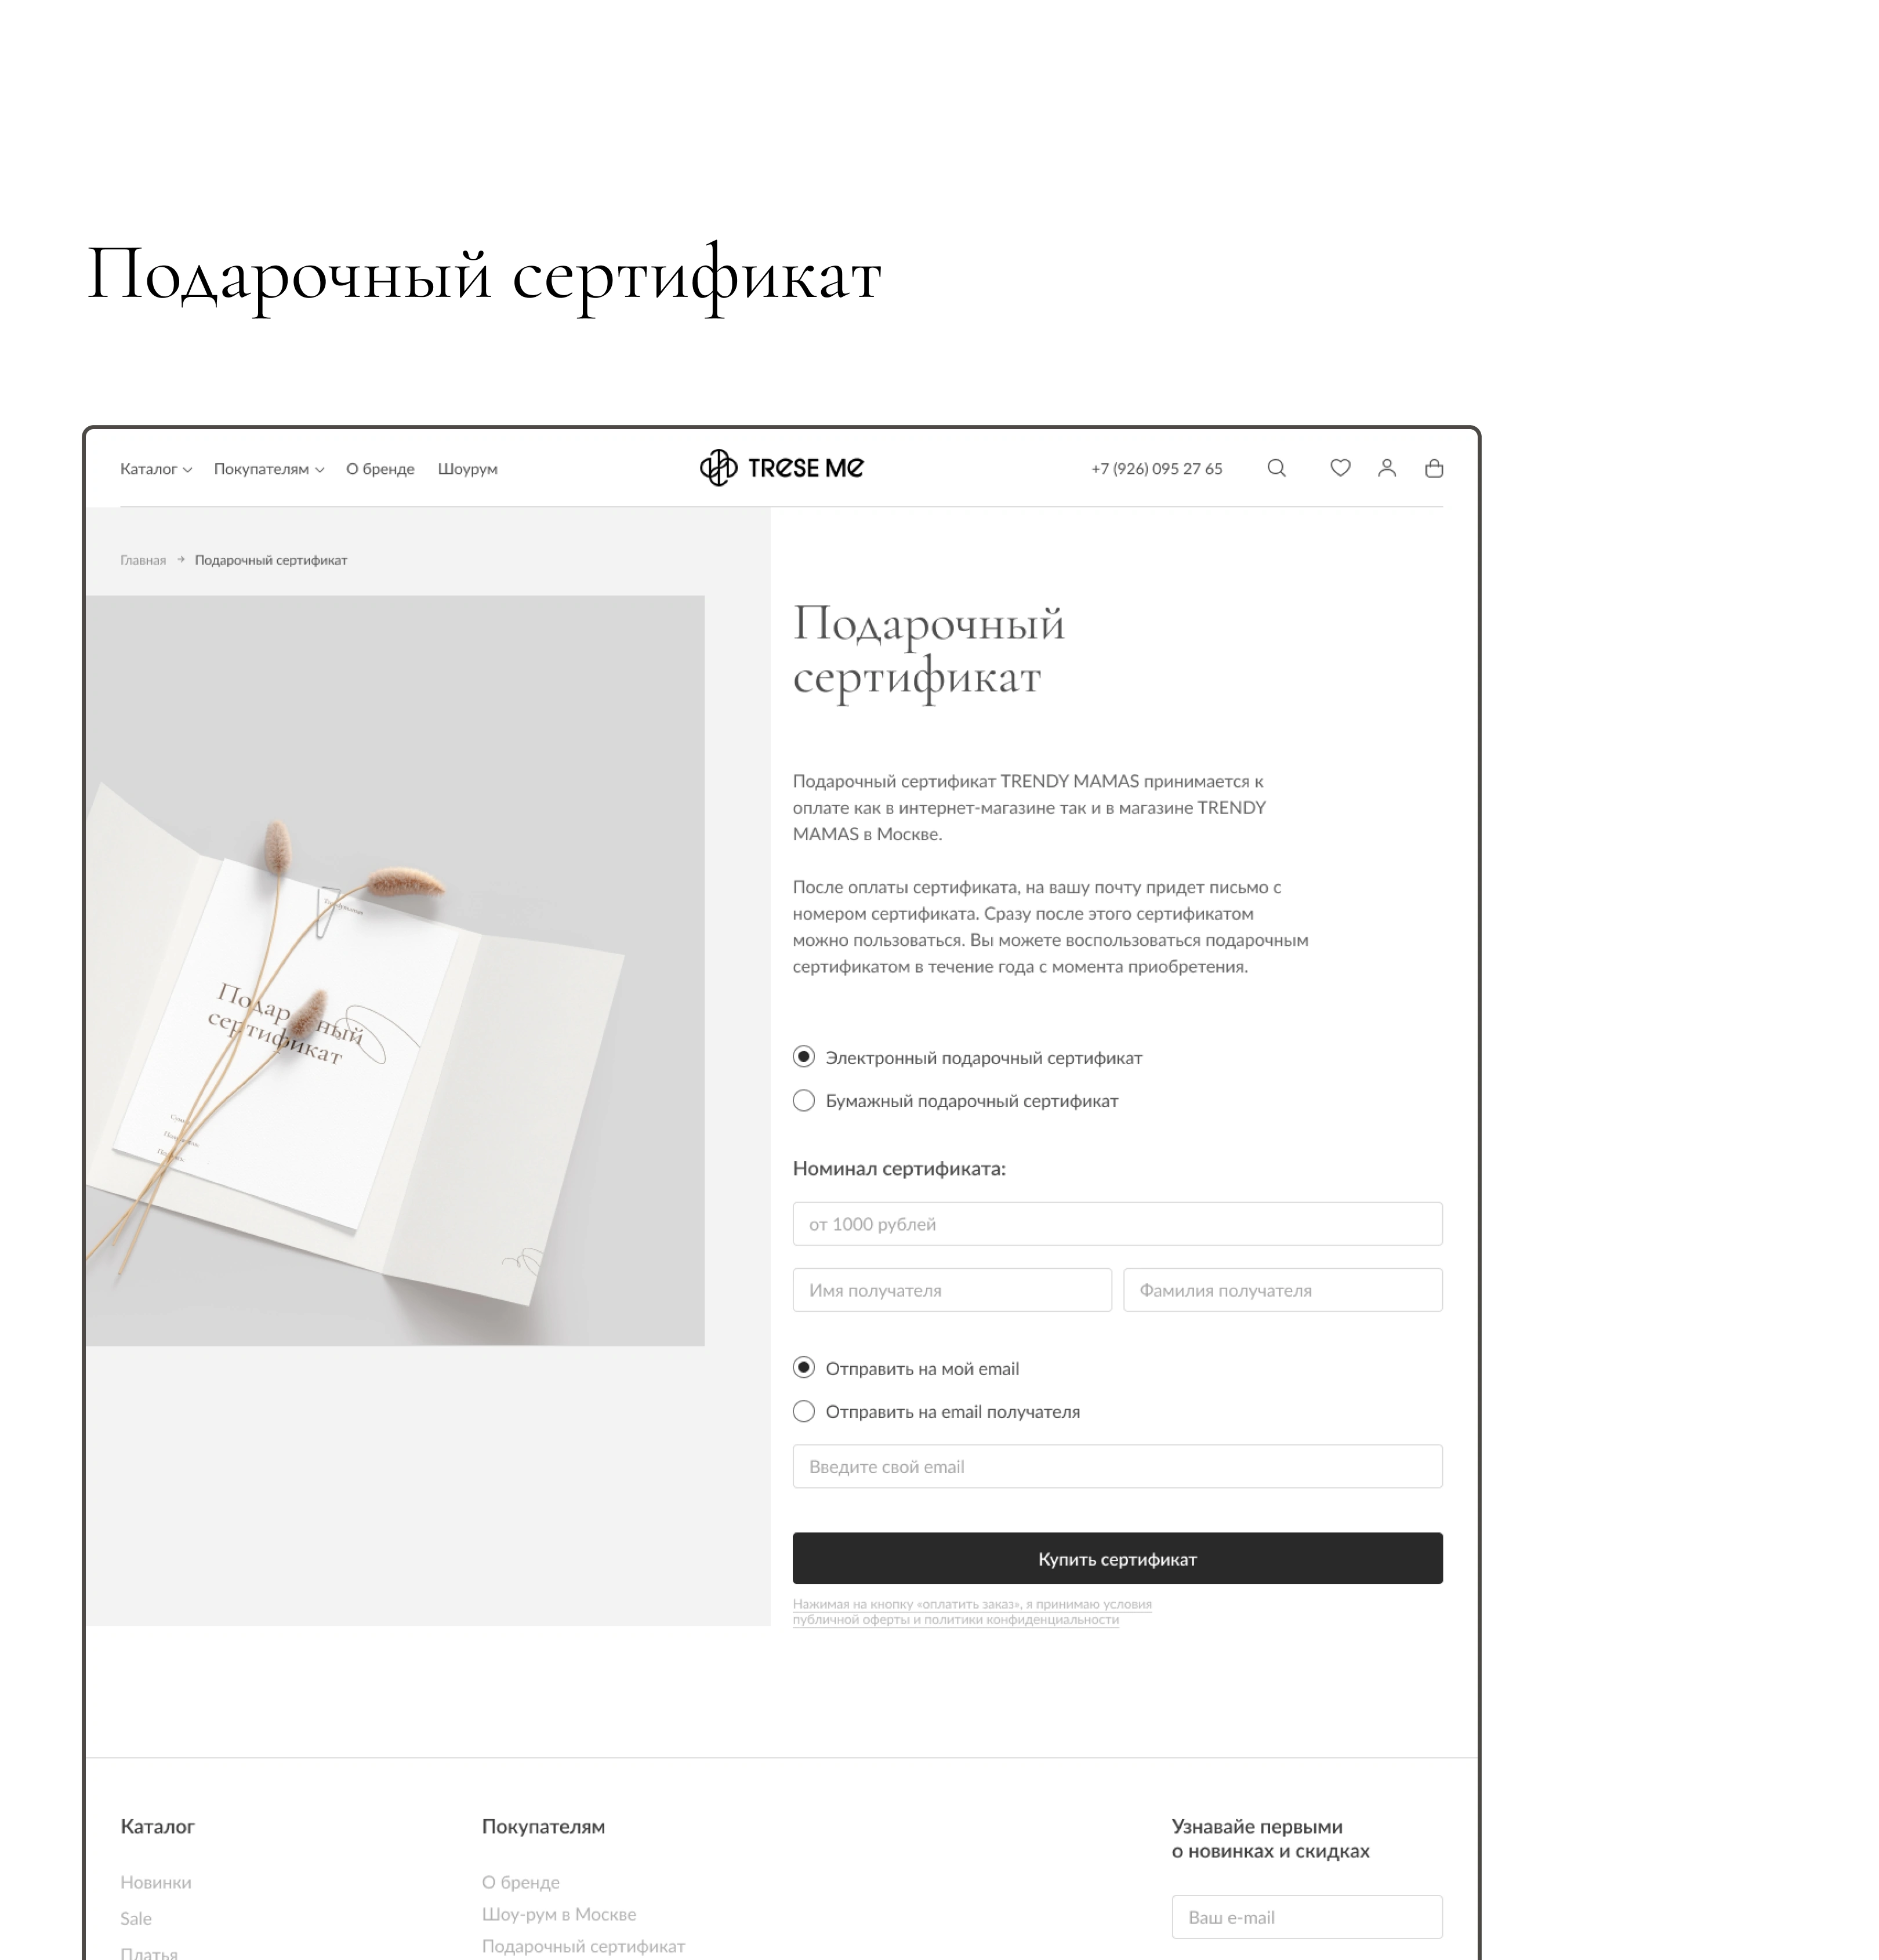 Подарочный сертификат
Каталог Покупателям О бренде Шоурум
TRESE ME
+7 (926) 095 27 65
Главная → Подарочный сертификат
Подарочный
сертификат
Подарочный сертификат TRENDY MAMAS принимается к
оплате как в интернет-магазине так и в магазине TRENDY
MAMAS в Москве.
После оплаты сертификата, на вашу почту придет письмо с
номером сертификата. Сразу после этого сертификатом
можно пользоваться. Вы можете воспользоваться подарочным
сертификатом в течение года с момента приобретения.
сертификат
Электронный подарочный сертификат
Бумажный подарочный сертификат
Номинал сертификата:
от 1000 рублей
Имя получателя Фамилия получателя
Отправить на мой email
Отправить на email получателя
Введите свой email
Купить сертификат
Нажимая на кнопку «оплатить заказ», я принимаю условия
публичной оферты и политики конфиденциальности
Каталог
Новинки
Sale
Платья
Покупателям
О бренде
Шоу-рум в Москве
Подарочный сертификат
Узнавайте первыми
о новинках и скидках
Ваш e-mail